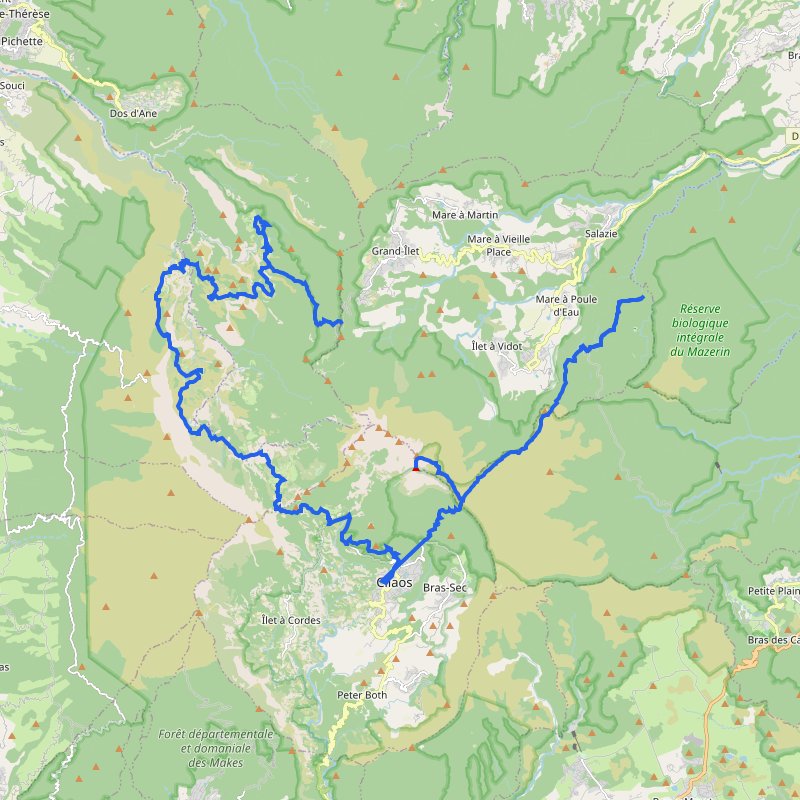 e-Thérèse
Pichette
Souci
Dos d'Ane
Bra
D
Mare à Martin
Salazie
Grand-Îlet
Mare à Vieille
Place
Mare à Poule
d'Eau
Îlet à Vidot
Réserve
biologique
intégrale
du Mazerin
Cilaos
Bras-Sec
Îlet à Cordes
Peter Both
Petite Plain
Bras des Ca
as
Forêt départementale
et domaniale
des Makes